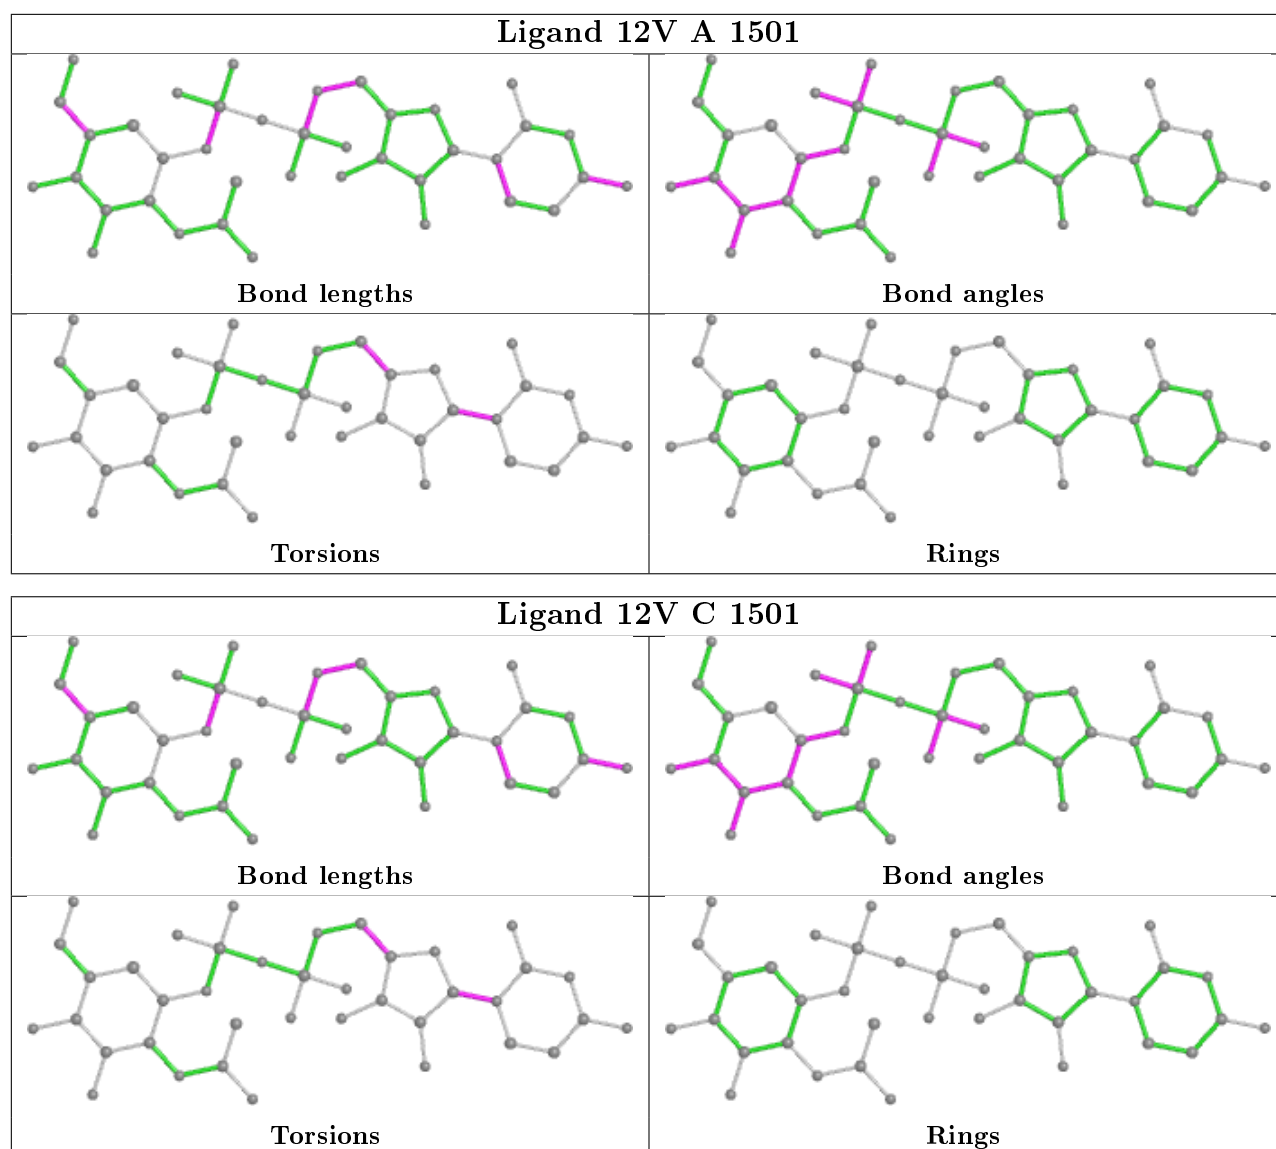 Ligand 12V A 1501
Bond lengths
Bond angles
Torsions
Rings
Ligand 12V C 1501
Bond lengths
Bond angles
Torsions
Rings